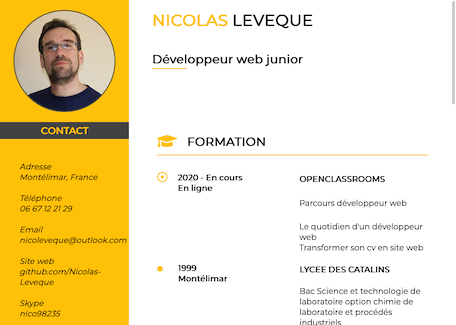 NICOLAS LEVEQUE
Développeur web junior
CONTACT
Adresse
Montélimar, France
Téléphone
06 67 12 21 29
Email
nicoleveque@outlook.com
Site web
github.com/Nicolas-
Leveque
Skype
nico98235
FORMATION
2020 - En cours
En ligne
OPENCLASSROOMS
Parcours développeur web
Le quotidien d'un développeur
web
Transformer son cv en site web
1999
Montélimar
LYCEE DES CATALINS
Bac Science et technologie de
laboratoire option chimie de
laboratoire et procédés
industriels